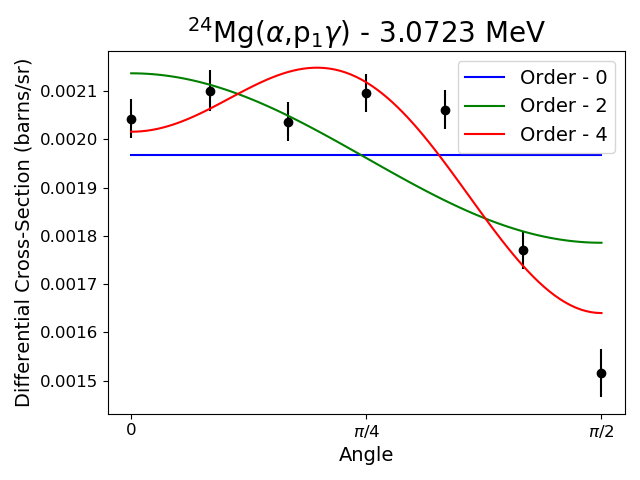 ²⁴Mg(α,p₁γ) - 3.0723 MeV
Order - 0
Order - 2
Order - 4
Differential Cross-Section (barns/sr)
0.0021
0.0020
0.0019
0.0018
0.0017
0.0016
0.0015
0
π/4
π/2
Angle